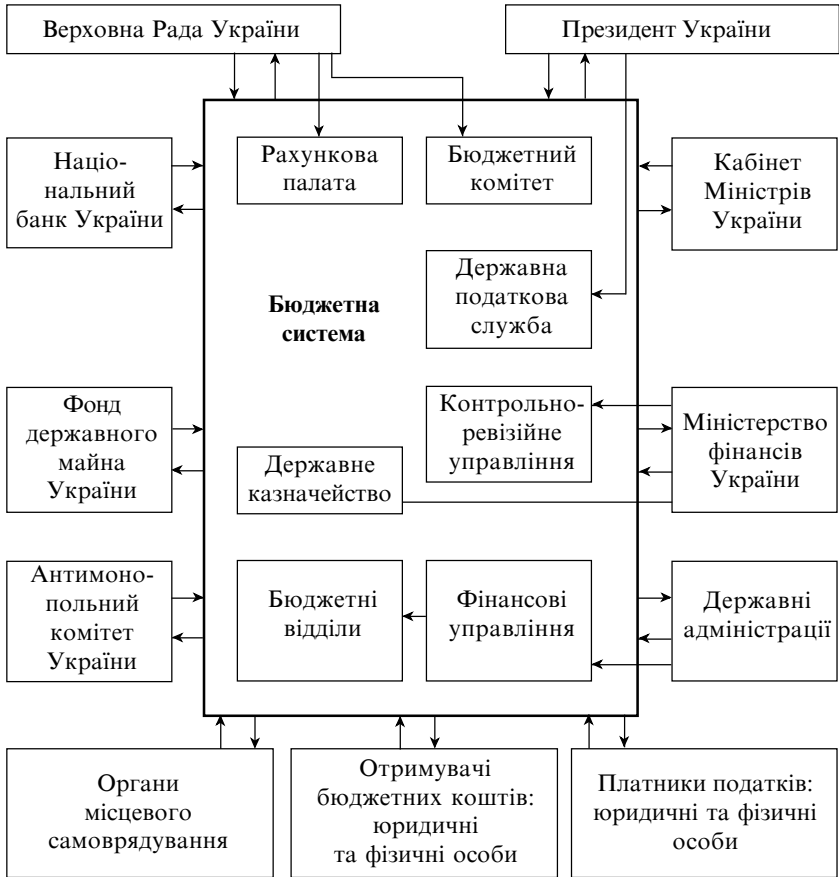 Верховна Рада України
Президент України
Націо-
нальний
банк України
Рахункова
палата
Бюджетний
комітет
Кабінет
Міністрів
України
Державна
податкова
служба
Бюджетна
система
Фонд
державного
майна
України
Державне
казначейство
Контрольно-
ревізійне
управління
Міністерство
фінансів
України
Антимоно-
польний
комітет
України
Бюджетні
відділи
Фінансові
управління
Державні
адміністрації
Органи
місцевого
самоврядування
Отримувачі
бюджетних коштів:
юридичні
та фізичні особи
Платники податків:
юридичні та фізичні
особи